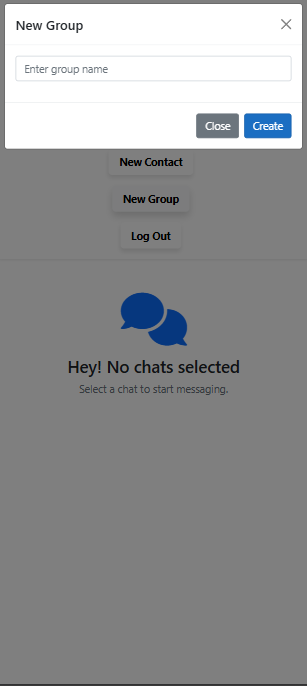 New Group
Enter group name
Close Create
New Contact
New Group
Log Out
Hey! No chats selected
Select a chat to start messaging.